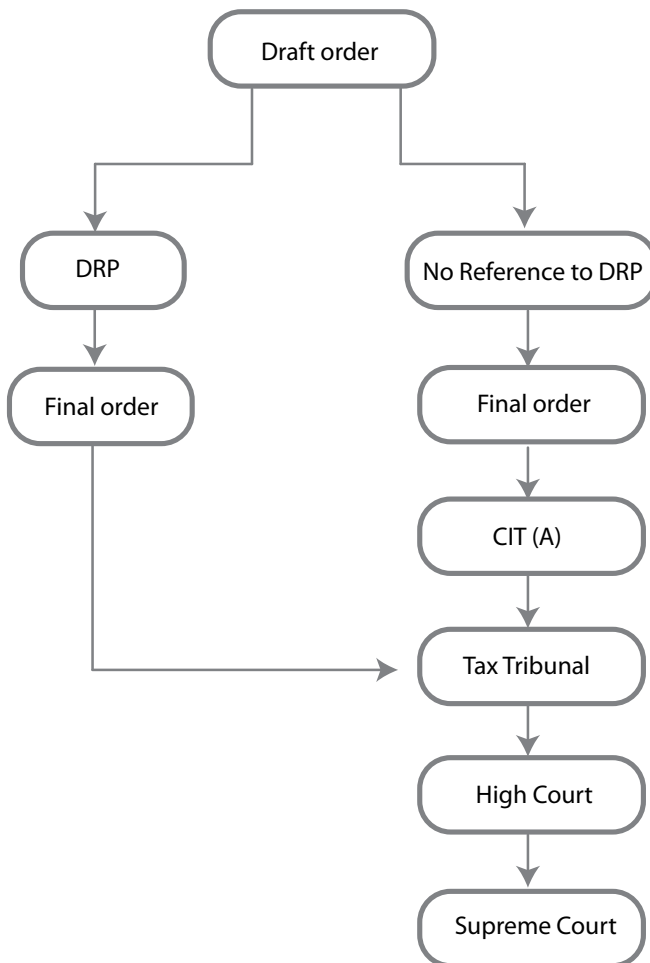 Draft order
DRP
No Reference to DRP
Final order
Final order
CIT (A)
Tax Tribunal
High Court
Supreme Court